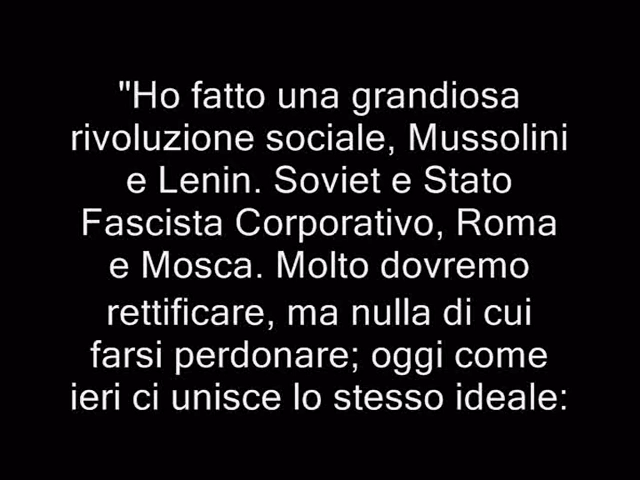 "Ho fatto una grandiosa
rivoluzione sociale, Mussolini
e Lenin. Soviet e Stato
Fascista Corporativo, Roma
e Mosca. Molto dovremo
rettificare, ma nulla di cui
farsi perdonare; oggi come
ieri ci unisce lo stesso ideale: